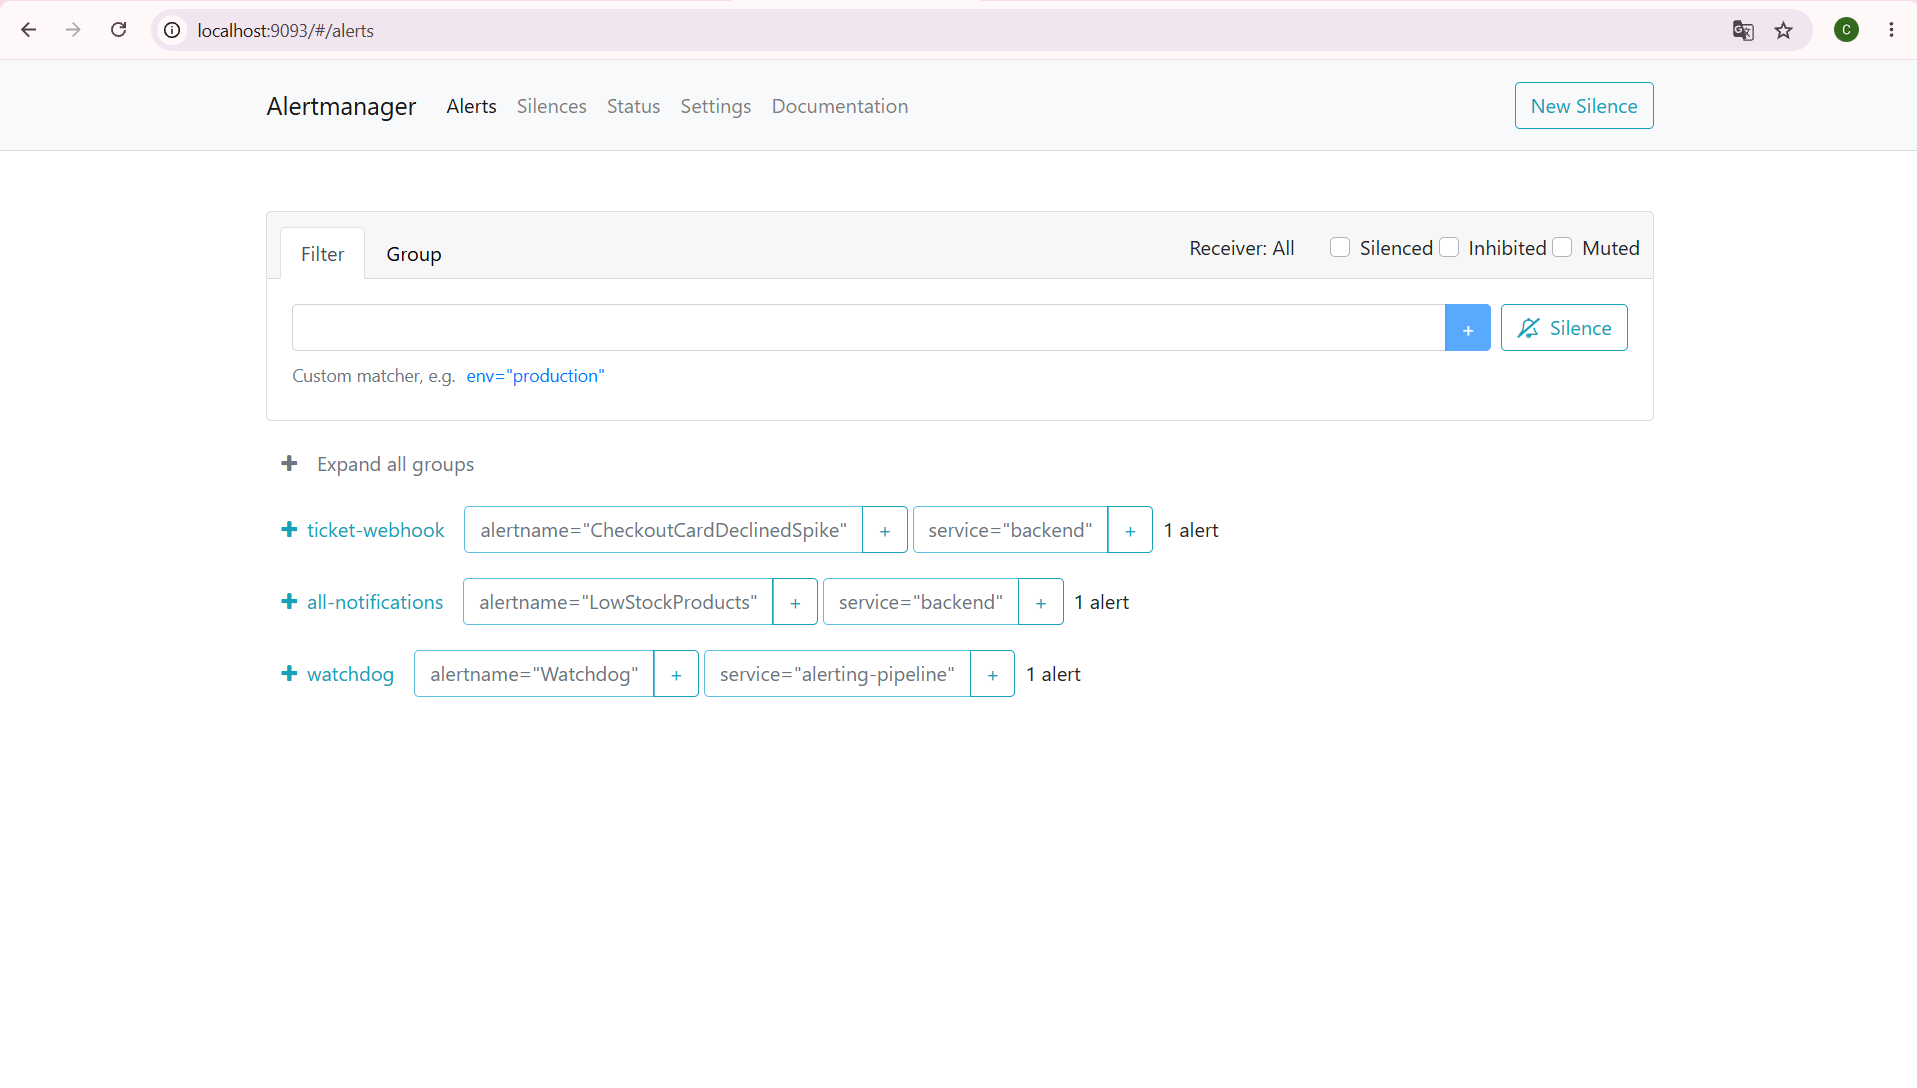 localhost:9093/#/alerts
C
Alertmanager Alerts Silences Status Settings Documentation New Silence
Filter Group Receiver: All Silenced Inhibited Muted
+ Silence
Custom matcher, e.g. env="production"
+ Expand all groups
+ ticket-webhook alertname="CheckoutCardDeclinedSpike" + service="backend" + 1 alert
+ all-notifications alertname="LowStockProducts" + service="backend" + 1 alert
+ watchdog alertname="Watchdog" + service="alerting-pipeline" + 1 alert